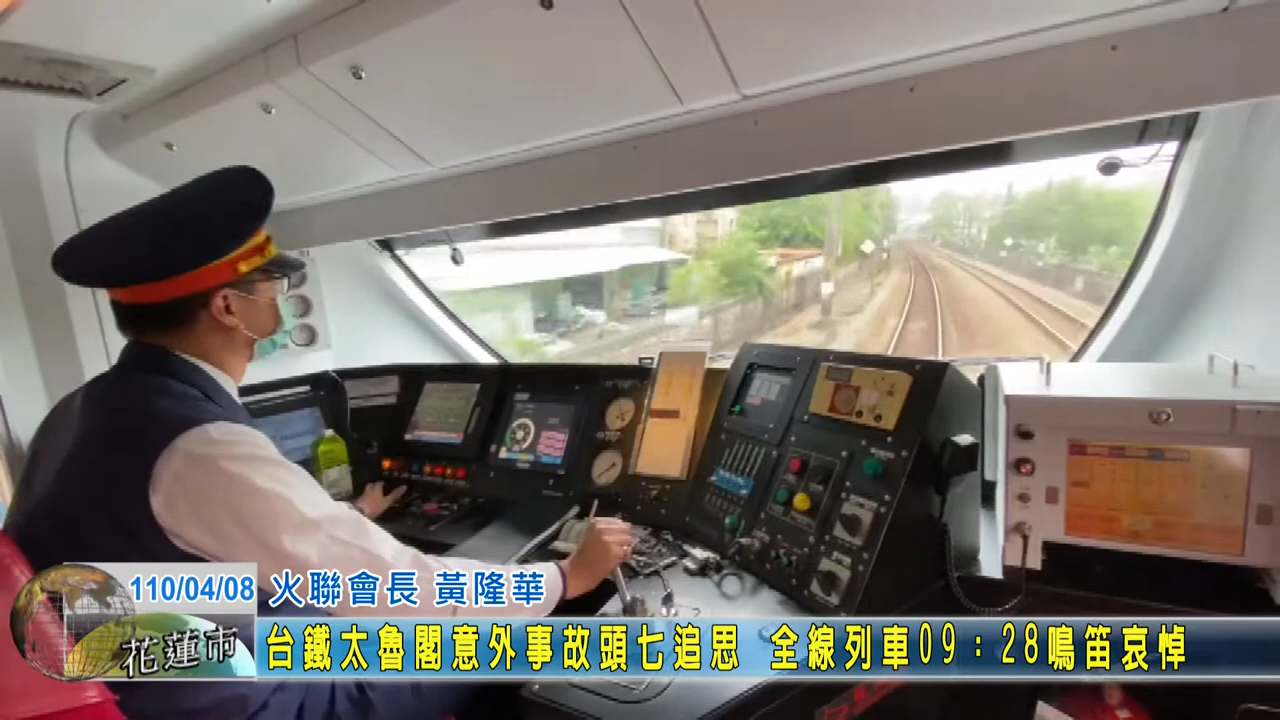 110/04/08 火聯會長 黃隆華
花蓮市
台鐵太魯閣意外事故頭七追思 全線列車09：28鳴笛哀悼